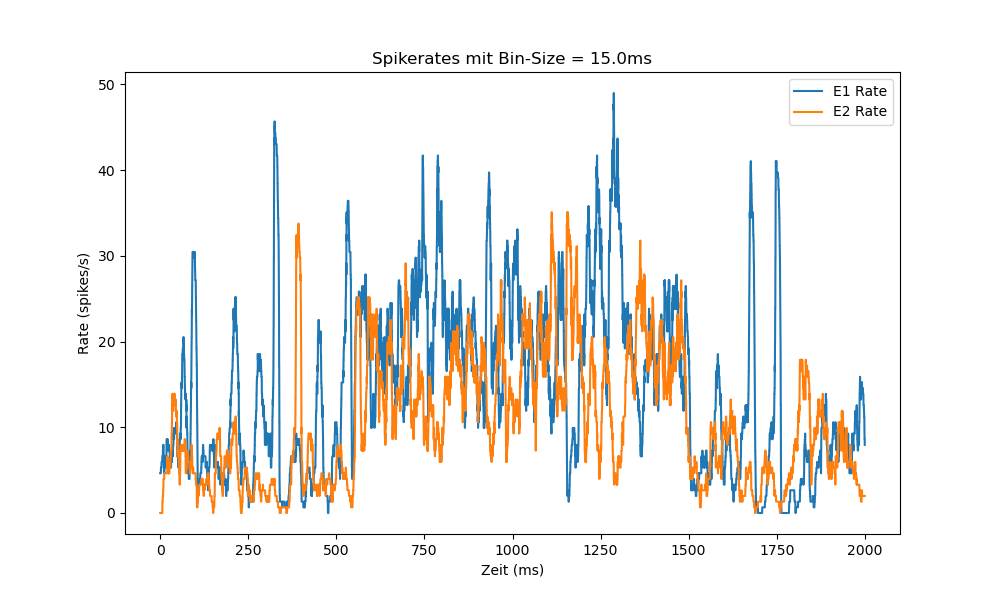 Spikerates mit Bin-Size = 15.0ms
E1 Rate
E2 Rate
50
40
30
20
10
0
Rate (spikes/s)
0 250 500 750 1000 1250 1500 1750 2000
Zeit (ms)